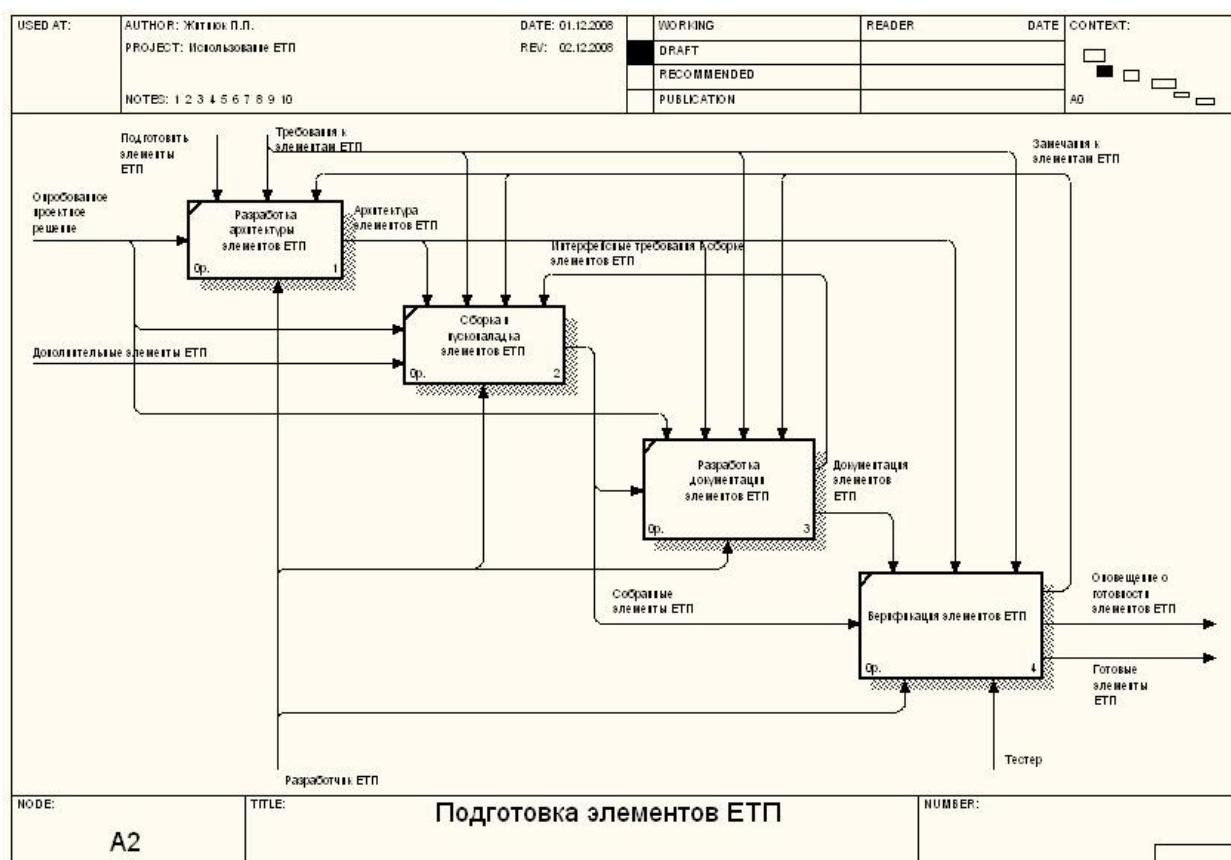 USED AT:
AUTHOR: Житнюк П.П.
DATE: 01.12.2008
PROJECT: Использование ЕТП
REV: 02.12.2008
NOTES: 1 2 3 4 5 6 7 8 9 10
WORKING
DRAFT
RECOMMENDED
PUBLICATION
READER
DATE
CONTEXT:
A0
Подготовить
элементы
ЕТП
Требования к
элементам ЕТП
Замечания к
элементам ЕТП
Опробованное
проектное
решение
Разработка
архитектуры
элементов ЕТП
0р.
1
Архитектура
элементов ЕТП
Интерфейсные требования к сборке
элементов ЕТП
Сборка и
пусконаладка
элементов ЕТП
0р.
2
Дополнительные элементы ЕТП
Разработка
документации
элементов ЕТП
0р.
3
Документация
элементов
ЕТП
Собранные
элементы ЕТП
Верификация элементов ЕТП
0р.
4
Оповещение о
готовности
элементов ЕТП
Готовые
элементы
ЕТП
Тестер
Разработчик ЕТП
NODE:
A2
TITLE:
Подготовка элементов ЕТП
NUMBER: